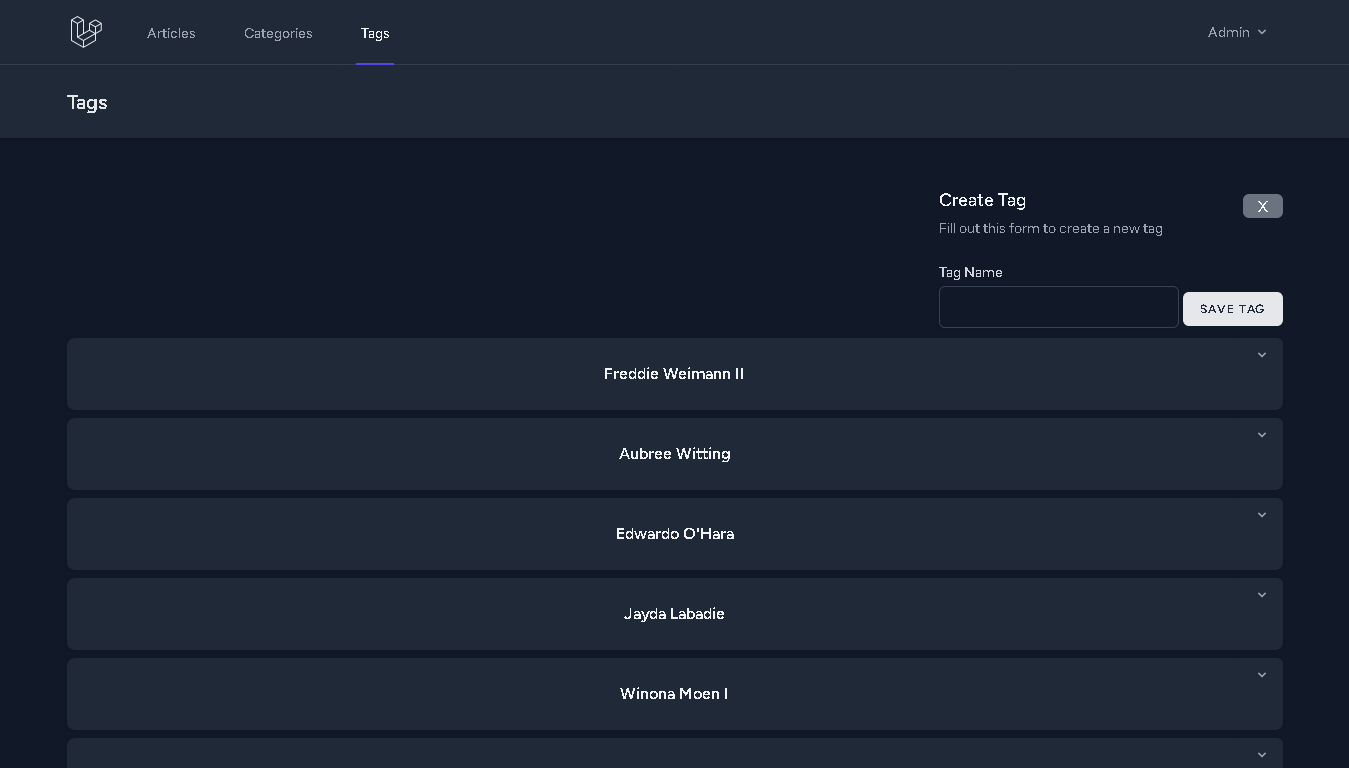 Articles
Categories
Tags
Admin
Tags
Create Tag
X
Fill out this form to create a new tag
Tag Name
SAVE TAG
Freddie Weimann II
Aubree Witting
Edwardo O'Hara
Jayda Labadie
Winona Moen I